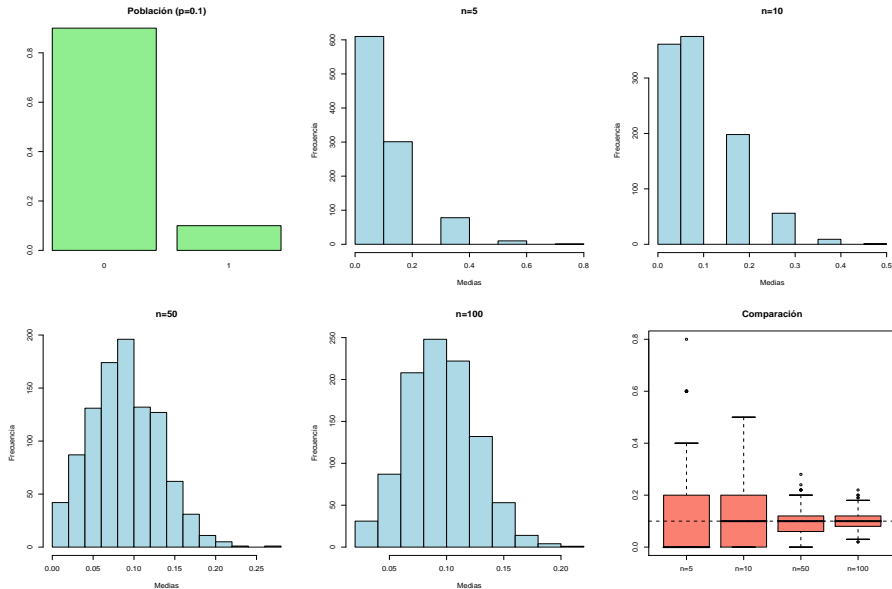 Población (p=0.1)
0.0
0.2
0.4
0.6
0.8
0 1
n=5
Frecuencia
0 100 200 300 400 500 600
0.0 0.2 0.4 0.6 0.8
Medias
n=10
Frecuencia
0 100 200 300
0.0 0.1 0.2 0.3 0.4 0.5
Medias
n=50
Frecuencia
0 50 100 150 200
0.00 0.05 0.10 0.15 0.20 0.25
Medias
n=100
Frecuencia
0 50 100 150 200 250
0.05 0.10 0.15 0.20
Medias
Comparación
0.0 0.2 0.4 0.6 0.8
n=5 n=10 n=50 n=100